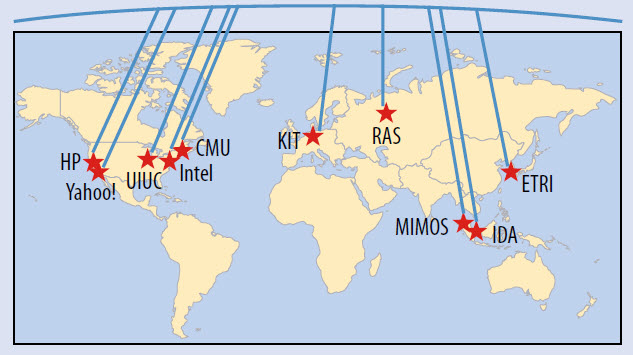 HP
Yahoo!
UIUC
Intel
CMU
KIT
RAS
MIMOS
IDA
ETRI